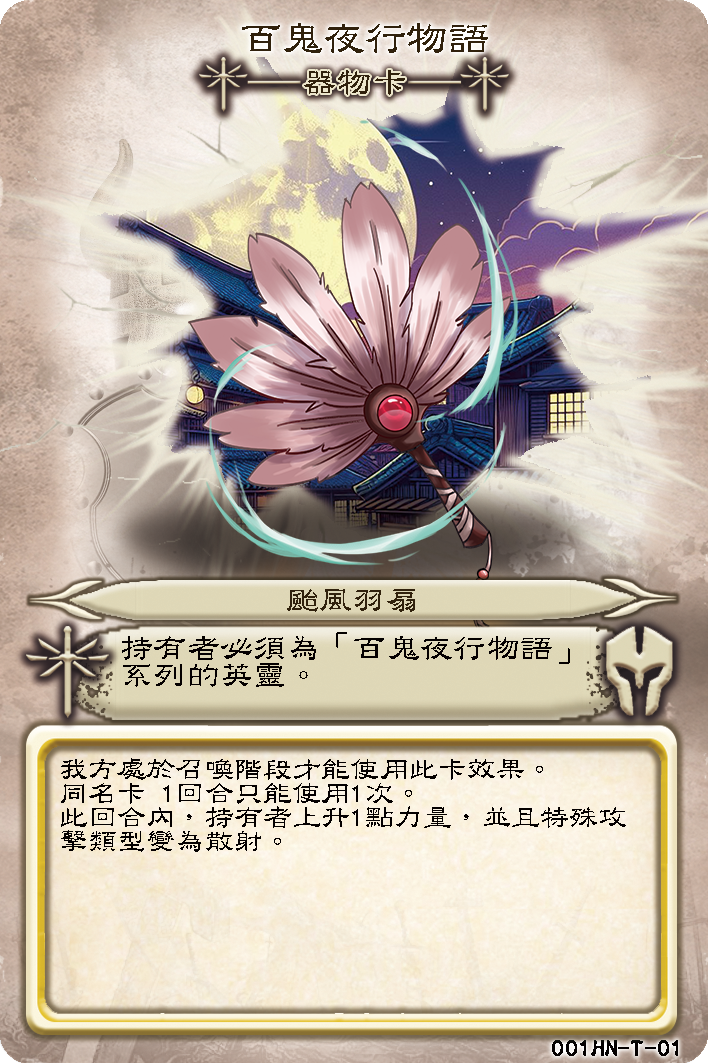 百鬼夜行物語
器物卡
颱風羽扇
持有者必須為「百鬼夜行物語」
系列的英靈。
我方處於召喚階段才能使用此卡效果。
同名卡 1回合只能使用1次。
此回合內，持有者上升1點力量，並且特殊攻
擊類型變為散射。
001HN-T-01